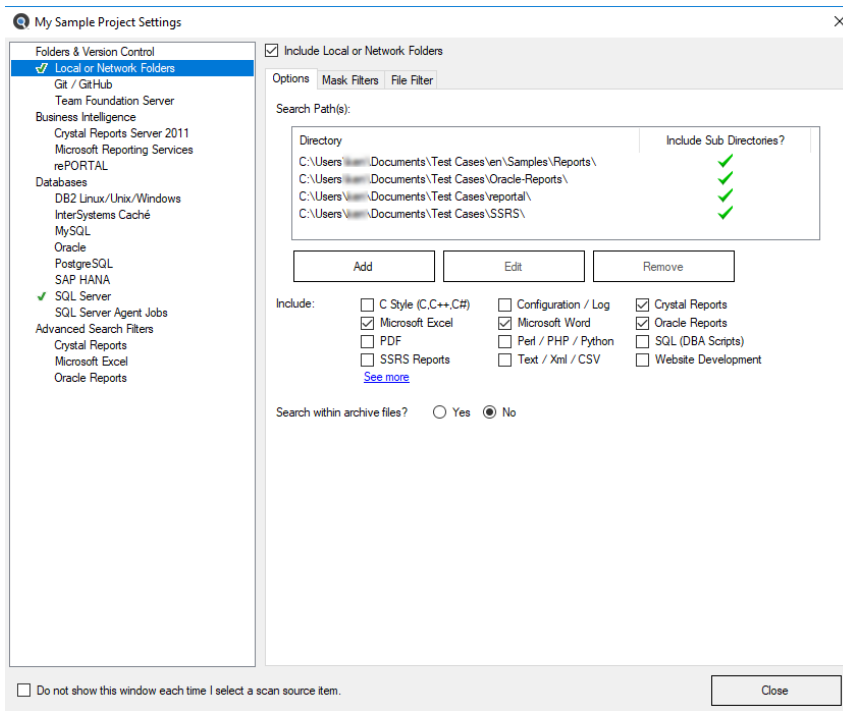 My Sample Project Settings
Folders & Version Control
Local or Network Folders
Git / GitHub
Team Foundation Server
Business Intelligence
Crystal Reports Server 2011
Microsoft Reporting Services
rePORTAL
Databases
DB2 Linux/Unix/Windows
InterSystems Caché
MySQL
Oracle
PostgreSQL
SAP HANA
SQL Server
SQL Server Agent Jobs
Advanced Search Filters
Crystal Reports
Microsoft Excel
Oracle Reports
Include Local or Network Folders
Options Mask Filters File Filter
Search Path(s):
Directory Include Sub Directories?
C:\Users\ \Documents\Test Cases\en\Samples\Reports\
C:\Users\ \Documents\Test Cases\Oracle-Reports\
C:\Users\ \Documents\Test Cases\reportal\
C:\Users\ \Documents\Test Cases\SSRS\
Add Edit Remove
Include: C Style (C,C++,C#) Configuration / Log Crystal Reports
Microsoft Excel Microsoft Word Oracle Reports
PDF Perl / PHP / Python SQL (DBA Scripts)
SSRS Reports Text / Xml / CSV Website Development
See more
Search within archive files? Yes No
Do not show this window each time I select a scan source item.
Close